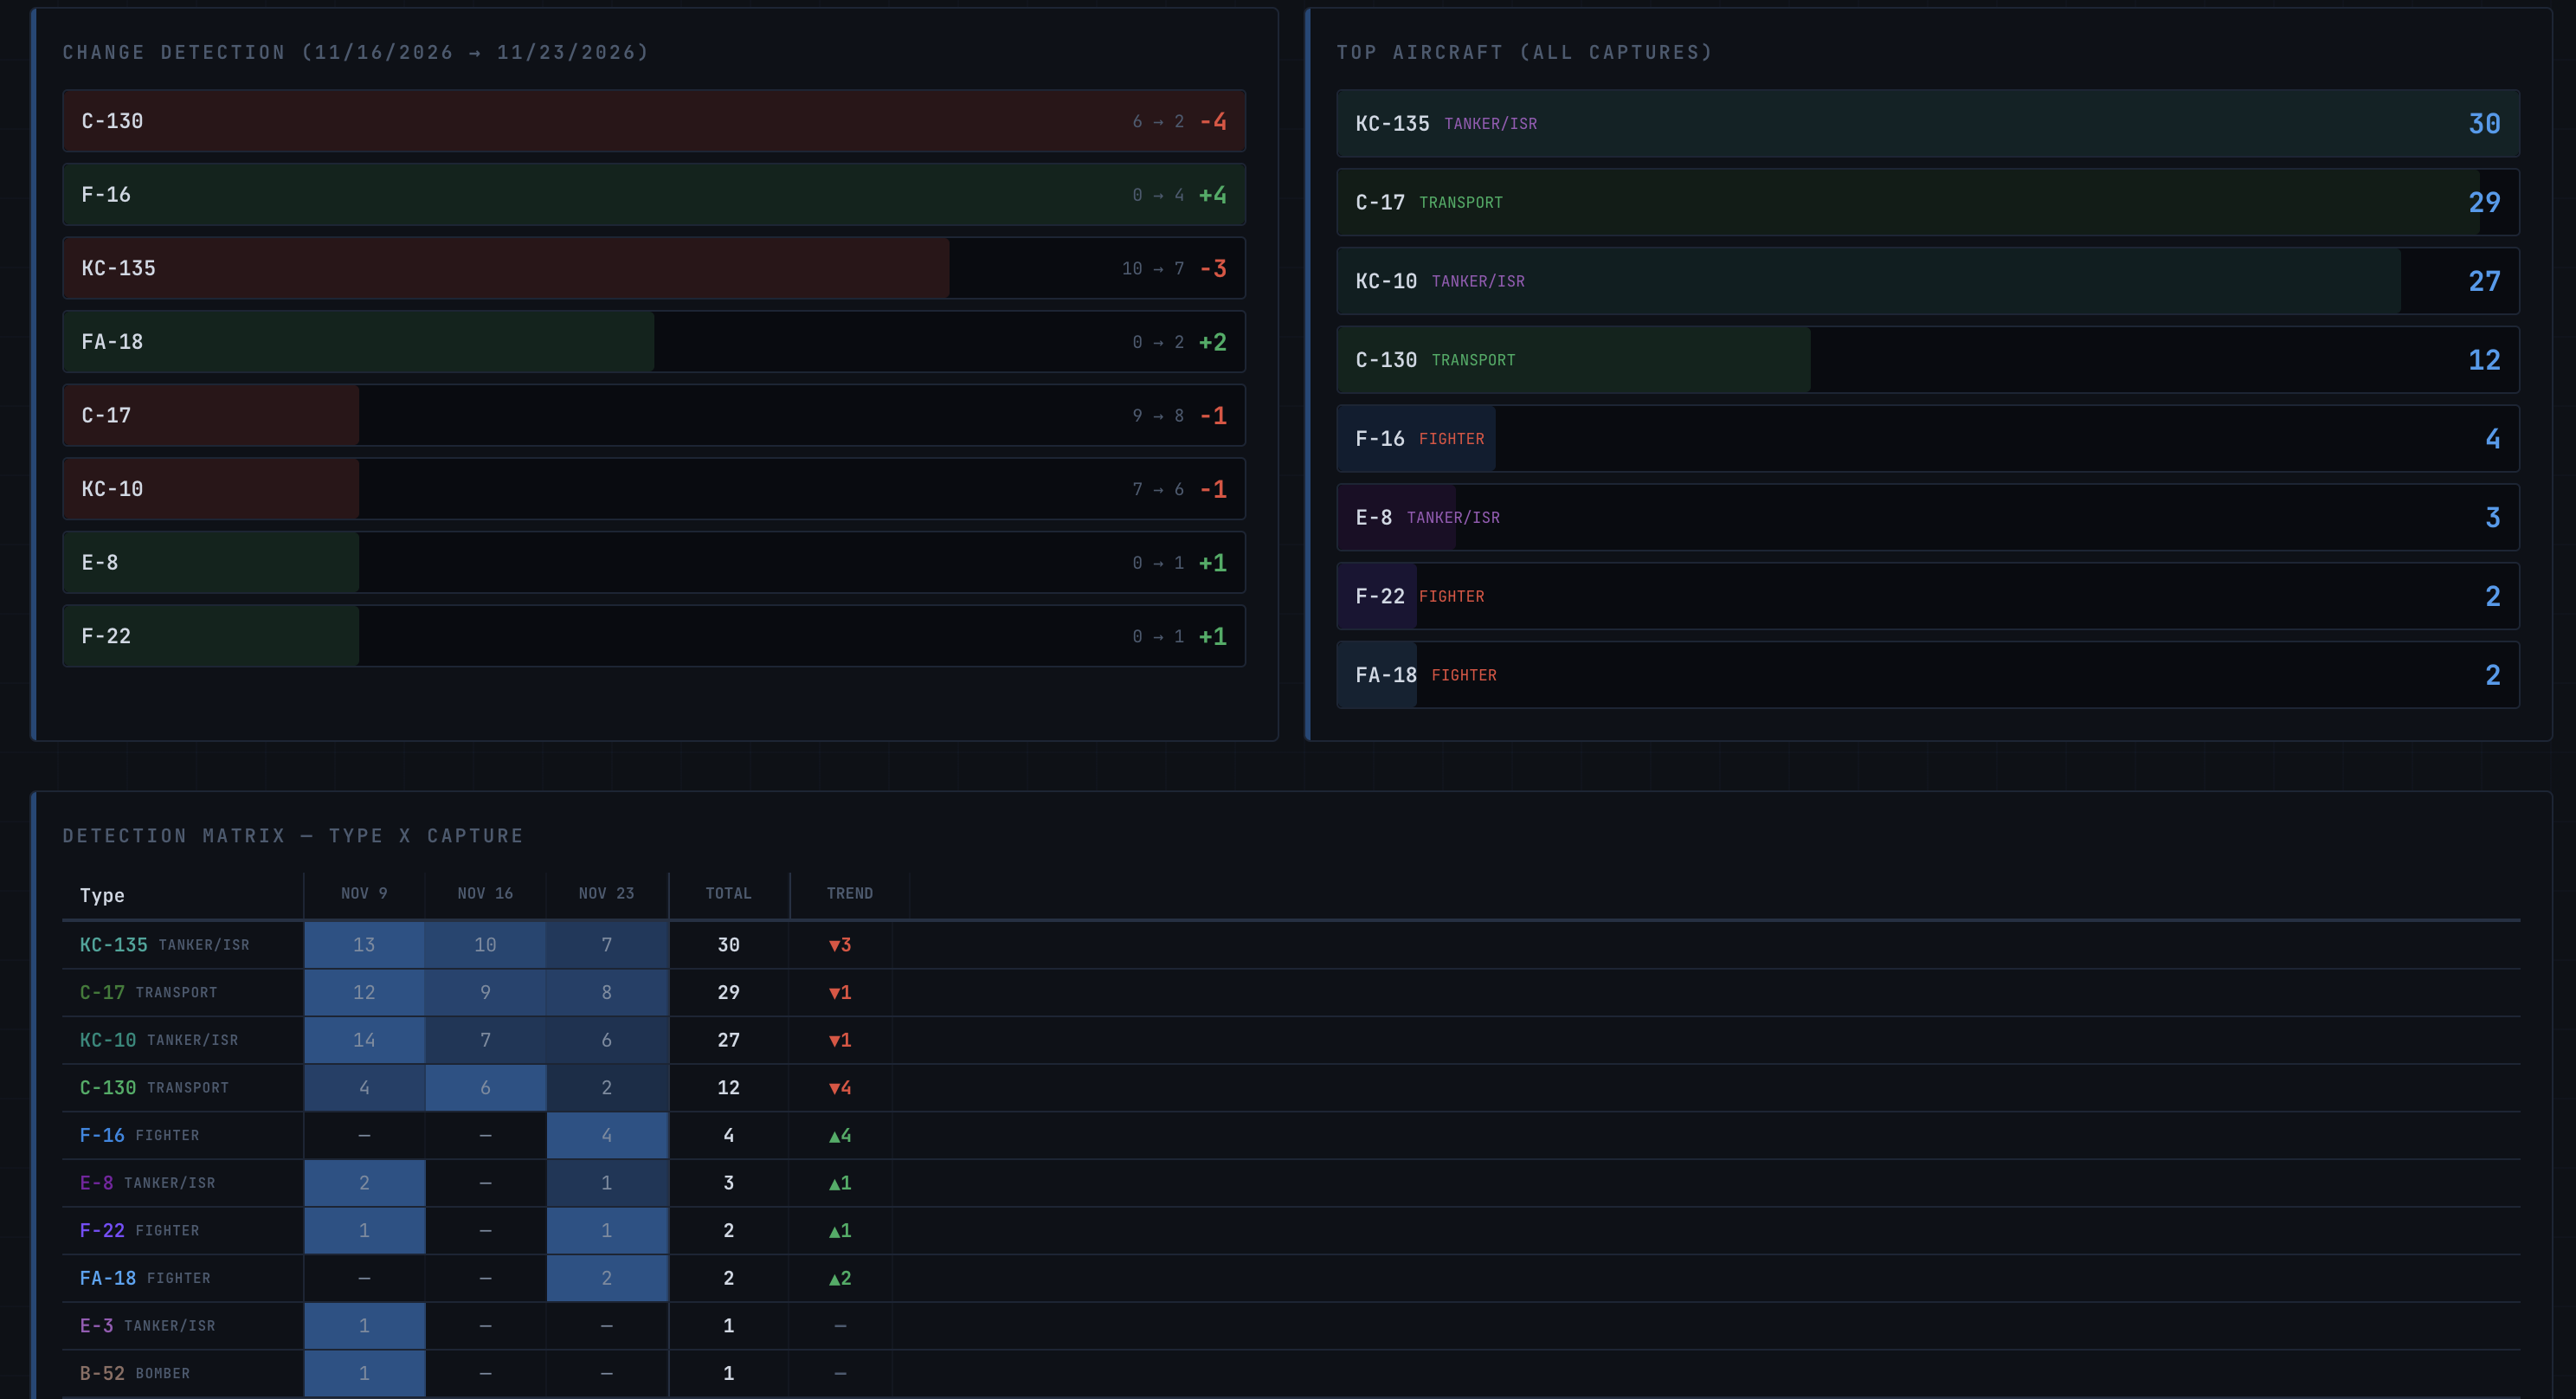 CHANGE DETECTION (11/16/2026 → 11/23/2026)
C-130 6 → 2 -4
F-16 0 → 4 +4
KC-135 10 → 7 -3
FA-18 0 → 2 +2
C-17 9 → 8 -1
KC-10 7 → 6 -1
E-8 0 → 1 +1
F-22 0 → 1 +1
TOP AIRCRAFT (ALL CAPTURES)
KC-135 TANKER/ISR 30
C-17 TRANSPORT 29
KC-10 TANKER/ISR 27
C-130 TRANSPORT 12
F-16 FIGHTER 4
E-8 TANKER/ISR 3
F-22 FIGHTER 2
FA-18 FIGHTER 2
DETECTION MATRIX — TYPE X CAPTURE
Type NOV 9 NOV 16 NOV 23 TOTAL TREND
KC-135 TANKER/ISR 13 10 7 30 ▼3
C-17 TRANSPORT 12 9 8 29 ▼1
KC-10 TANKER/ISR 14 7 6 27 ▼1
C-130 TRANSPORT 4 6 2 12 ▼4
F-16 FIGHTER — — 4 4 ▲4
E-8 TANKER/ISR 2 — 1 3 ▲1
F-22 FIGHTER 1 — 1 2 ▲1
FA-18 FIGHTER — — 2 2 ▲2
E-3 TANKER/ISR 1 — — 1 —
B-52 BOMBER 1 — — 1 —